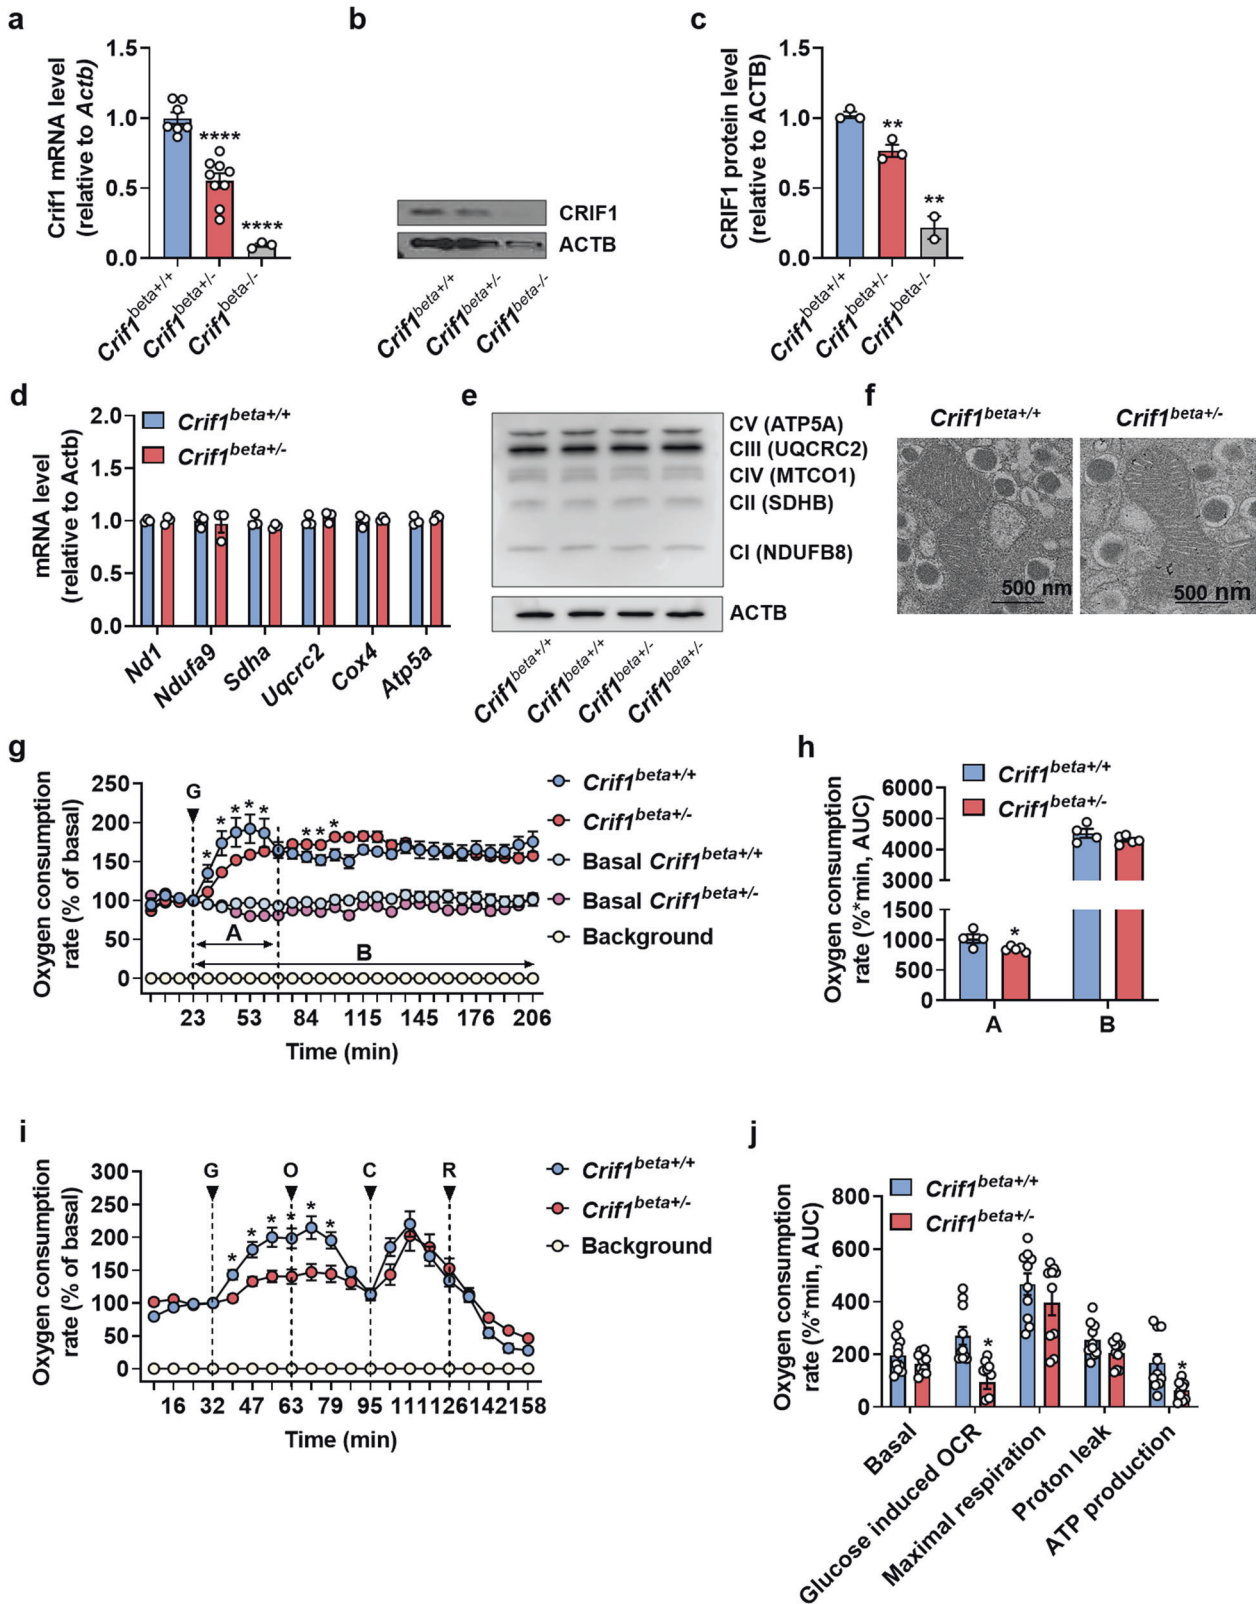 a
Crif1 mRNA level
(relative to Actb)
1.5
1.0
0.5
0.0
****
****
Crif1beta+/+
Crif1beta+/-
Crif1beta-/-
b
CRIF1
ACTB
Crif1beta+/+
Crif1beta+/-
Crif1beta-/-
c
CRIF1 protein level
(relative to ACTB)
1.5
1.0
0.5
0.0
**
**
Crif1beta+/+
Crif1beta+/-
Crif1beta-/-
d
mRNA level
(relative to Actb)
2.0
1.5
1.0
0.5
0.0
Crif1beta+/+
Crif1beta+/-
Nd1
Ndufa9
Sdha
Uqcrc2
Cox4
Atp5a
e
CV (ATP5A)
CIII (UQCRC2)
CIV (MTCO1)
CII (SDHB)
CI (NDUFB8)
ACTB
Crif1beta+/+
Crif1beta+/+
Crif1beta+/-
Crif1beta+/-
f
Crif1beta+/+
Crif1beta+/-
500 nm
500 nm
g
Oxygen consumption
rate (% of basal)
250
200
150
100
50
0
G
* * * * *
* * *
A
B
23 53 84 115 145 176 206
Time (min)
Crif1beta+/+
Crif1beta+/-
Basal Crif1beta+/+
Basal Crif1beta+/-
Background
h
Oxygen consumption
rate (%*min, AUC)
6000
5000
4000
3000
1500
1000
500
0
*
A B
Crif1beta+/+
Crif1beta+/-
i
Oxygen consumption
rate (% of basal)
300
250
200
150
100
50
0
G O C R
* * * * * *
16 32 47 63 79 95 111 126 142 158
Time (min)
Crif1beta+/+
Crif1beta+/-
Background
j
Oxygen consumption
rate (%*min, AUC)
800
600
400
200
0
Crif1beta+/+
Crif1beta+/-
*
*
Basal
Glucose induced OCR
Maximal respiration
Proton leak
ATP production